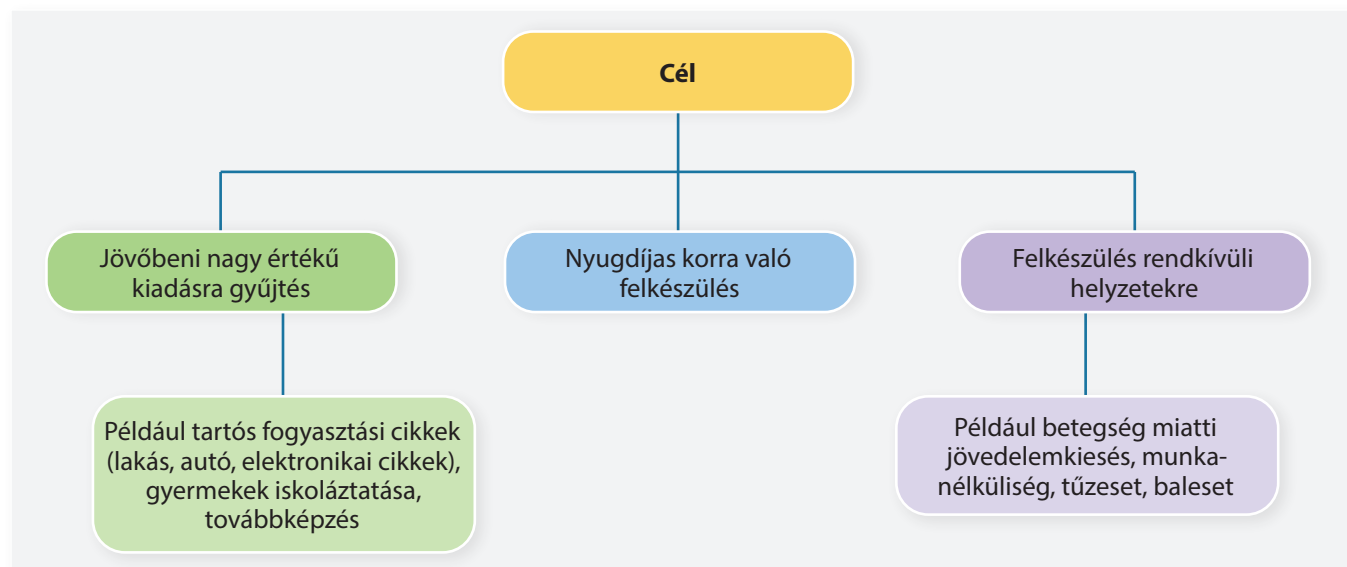 Cél
Jövőbeni nagy értékű
kiadásra gyűjtés
Nyugdíjas korra való
felkészülés
Felkészülés rendkívüli
helyzetekre
Például tartós fogyasztási cikkek
(lakás, autó, elektronikai cikkek),
gyermekek iskoláztatása,
továbbképzés
Például betegség miatti
jövedelemkiesés, munka-
nélküliség, tűzeset, baleset